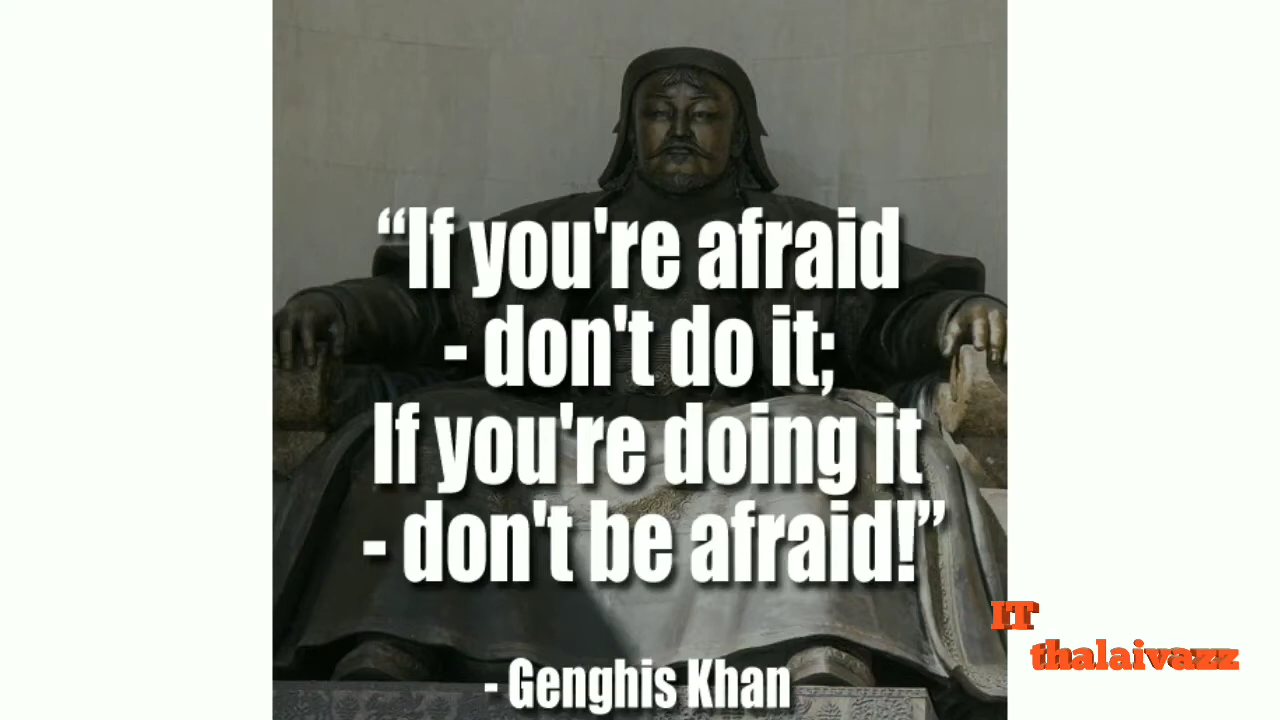 “If you're afraid
- don't do it;
If you're doing it
- don't be afraid!”
- Genghis Khan
IT
thalaivazz